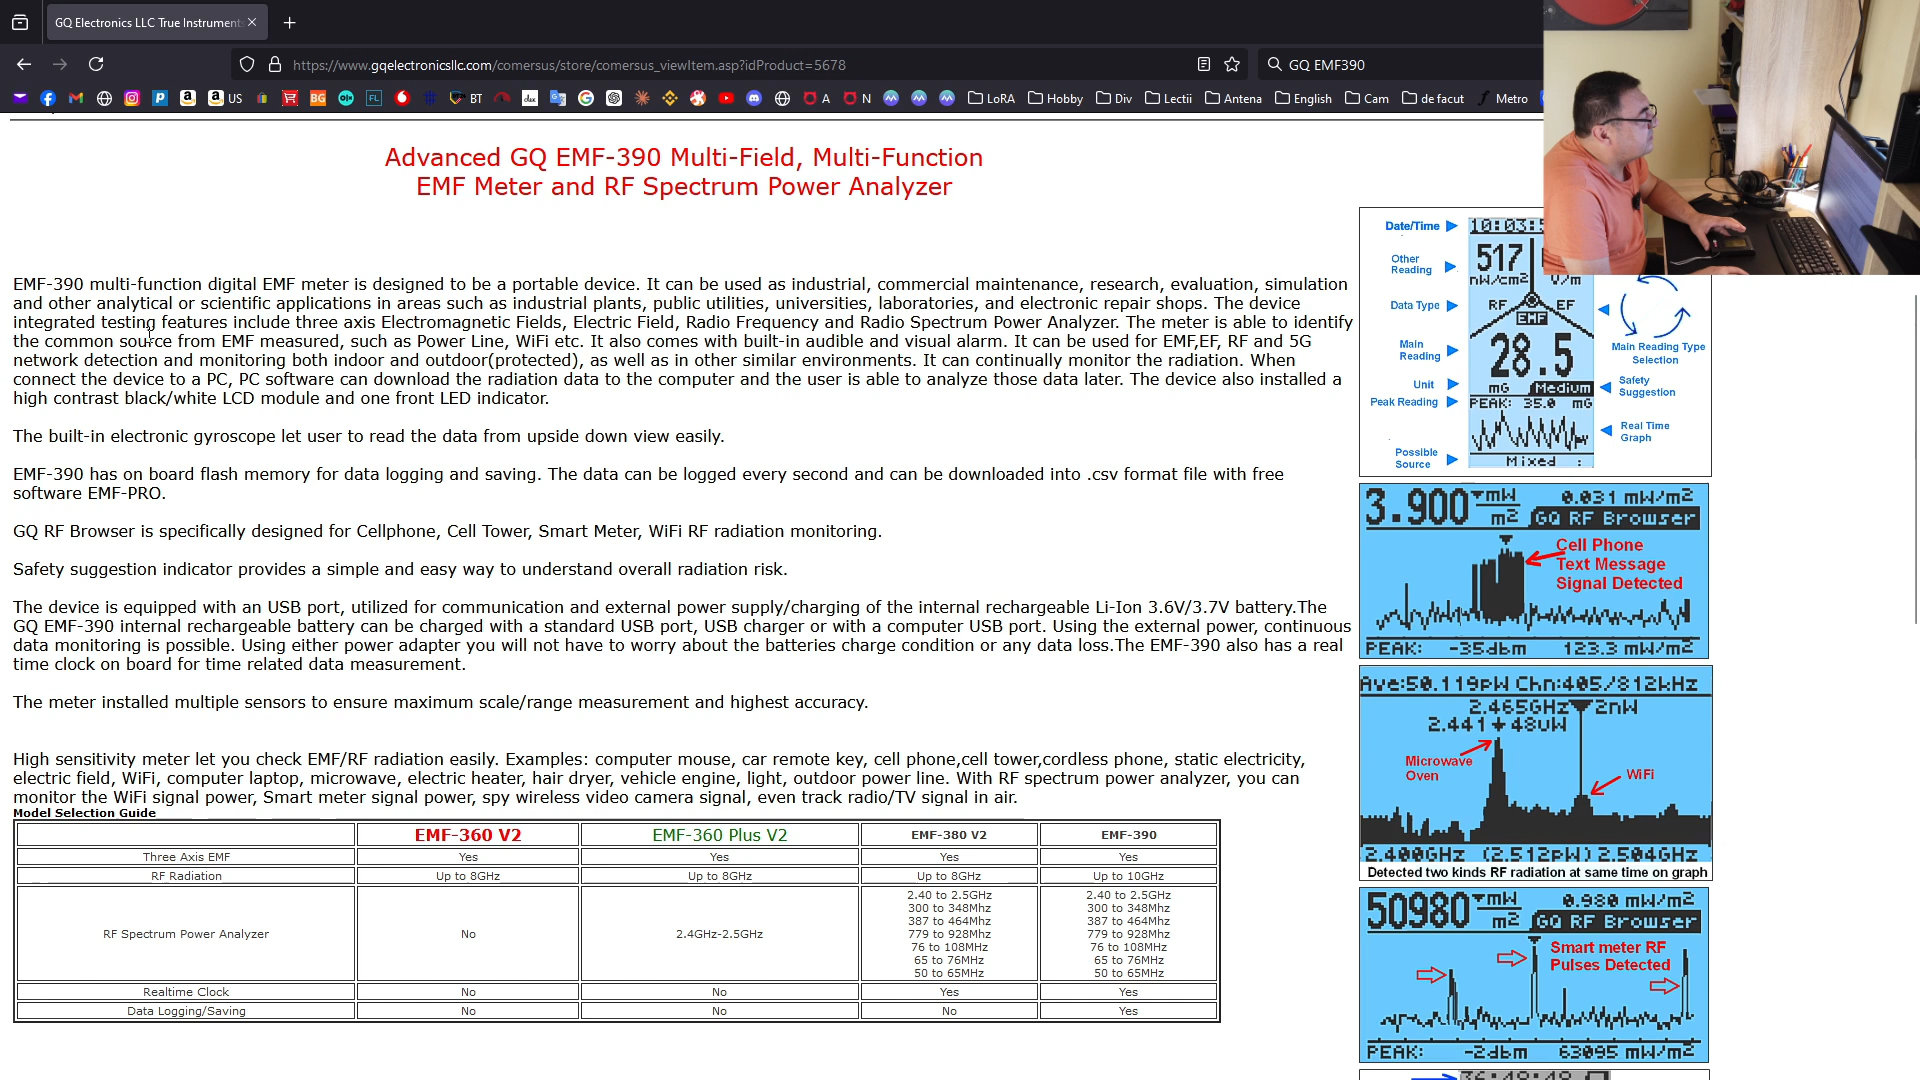 GQ Electronics LLC True Instrument
https://www.gqelectronicsllc.com/comersus/store/comersus_viewItem.asp?idProduct=5678
GQ EMF390
US
BT
A
N
LoRA
Hobby
Div
Lectii
Antena
English
Cam
de facut
Metro
Advanced GQ EMF-390 Multi-Field, Multi-Function
EMF Meter and RF Spectrum Power Analyzer
EMF-390 multi-function digital EMF meter is designed to be a portable device. It can be used as industrial, commercial maintenance, research, evaluation, simulation
and other analytical or scientific applications in areas such as industrial plants, public utilities, universities, laboratories, and electronic repair shops. The device
integrated testing features include three axis Electromagnetic Fields, Electric Field, Radio Frequency and Radio Spectrum Power Analyzer. The meter is able to identify
the common source from EMF measured, such as Power Line, WiFi etc. It also comes with built-in audible and visual alarm. It can be used for EMF,EF, RF and 5G
network detection and monitoring both indoor and outdoor(protected), as well as in other similar environments. It can continually monitor the radiation. When
connect the device to a PC, PC software can download the radiation data to the computer and the user is able to analyze those data later. The device also installed a
high contrast black/white LCD module and one front LED indicator.
The built-in electronic gyroscope let user to read the data from upside down view easily.
EMF-390 has on board flash memory for data logging and saving. The data can be logged every second and can be downloaded into .csv format file with free
software EMF-PRO.
GQ RF Browser is specifically designed for Cellphone, Cell Tower, Smart Meter, WiFi RF radiation monitoring.
Safety suggestion indicator provides a simple and easy way to understand overall radiation risk.
The device is equipped with an USB port, utilized for communication and external power supply/charging of the internal rechargeable Li-Ion 3.6V/3.7V battery.The
GQ EMF-390 internal rechargeable battery can be charged with a standard USB port, USB charger or with a computer USB port. Using the external power, continuous
data monitoring is possible. Using either power adapter you will not have to worry about the batteries charge condition or any data loss.The EMF-390 also has a real
time clock on board for time related data measurement.
The meter installed multiple sensors to ensure maximum scale/range measurement and highest accuracy.
High sensitivity meter let you check EMF/RF radiation easily. Examples: computer mouse, car remote key, cell phone,cell tower,cordless phone, static electricity,
electric field, WiFi, computer laptop, microwave, electric heater, hair dryer, vehicle engine, light, outdoor power line. With RF spectrum power analyzer, you can
monitor the WiFi signal power, Smart meter signal power, spy wireless video camera signal, even track radio/TV signal in air.
Model Selection Guide
EMF-360 V2 EMF-360 Plus V2 EMF-380 V2 EMF-390
Three Axis EMF Yes Yes Yes Yes
RF Radiation Up to 8GHz Up to 8GHz Up to 8GHz Up to 10GHz
2.40 to 2.5GHz 2.40 to 2.5GHz
300 to 348Mhz 300 to 348Mhz
387 to 464Mhz 387 to 464Mhz
RF Spectrum Power Analyzer No 2.4GHz-2.5GHz 779 to 928Mhz 779 to 928Mhz
76 to 108MHz 76 to 108MHz
65 to 76MHz 65 to 76MHz
50 to 65MHz 50 to 65MHz
Realtime Clock No No Yes Yes
Data Logging/Saving No No No Yes
Date/Time 10:03:
Other
Reading
517
nW/cm2 V/m
Data Type RF EF
EMF
Main
Reading
28.5
Main Reading Type
Selection
Unit mG Medium Safety
Suggestion
Peak Reading PEAK: 35.0 mG
Real Time
Graph
Possible
Source
Mixed :
3.900 mW 0.031 mW/m2
m2 GQ RF Browser
Cell Phone
Text Message
Signal Detected
PEAK: -35dbm 123.3 mW/m2
Ave:50.119pW Chn:405/812kHz
2.465GHz 2nW
2.441 48uW
Microwave
Oven
WiFi
2.400GHz (2.512pW) 2.504GHz
Detected two kinds RF radiation at same time on graph
50980 mW 0.980 mW/m2
m2 GQ RF Browser
Smart meter RF
Pulses Detected
PEAK: -2dbm 63095 mW/m2